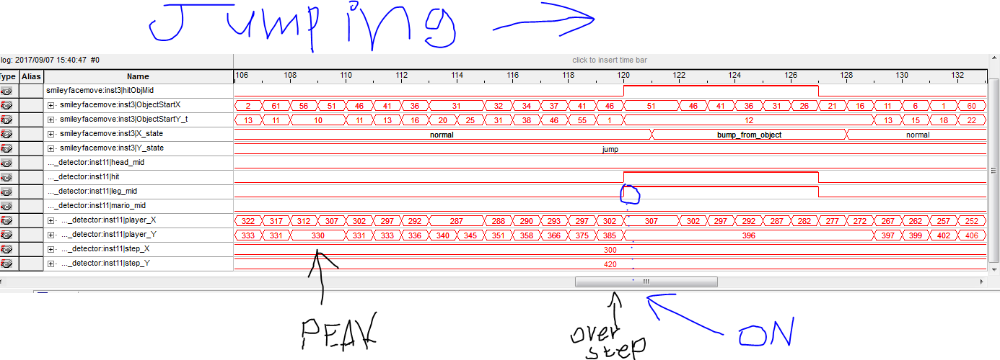 Jumping
log: 2017/09/07 15:40:47 #0
click to insert time bar
Type Alias Name 106 108 110 112 114 116 118 120 122 124 126 128 130 132
smileyfacemove:inst3|hitObjMid
smileyfacemove:inst3|ObjectStartX 2 61 56 51 46 41 36 31 32 34 37 41 46 51 46 41 36 31 26 21 16 11 6 1 60
smileyfacemove:inst3|ObjectStartY_t 13 11 10 11 13 16 20 25 31 38 46 55 1 12 13 15 18 22
smileyfacemove:inst3|X_state normal bump_from_object normal
smileyfacemove:inst3|Y_state jump
..._detector:inst11|head_mid
..._detector:inst11|hit
..._detector:inst11|leg_mid
..._detector:inst11|mario_mid
..._detector:inst11|player_X 322 317 312 307 302 297 292 287 288 290 293 297 302 307 302 297 292 287 282 277 272 267 262 257 252
..._detector:inst11|player_Y 333 331 330 331 333 336 340 345 351 358 366 375 385 396 397 399 402 406
..._detector:inst11|step_X 300
..._detector:inst11|step_Y 420
PEAK
over
step
ON